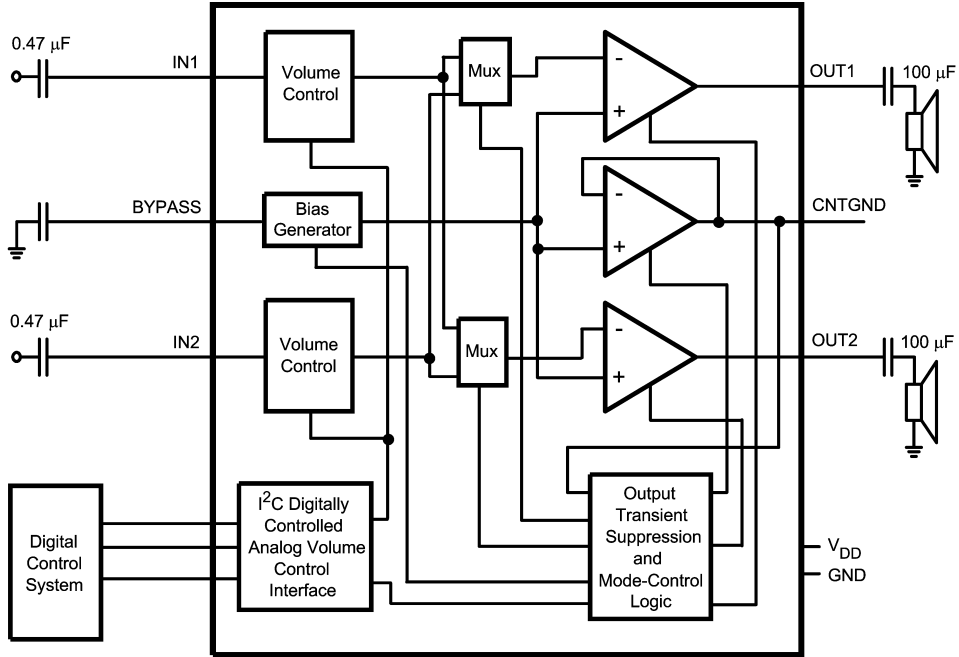 0.47 µF
IN1
Volume
Control
Mux
-
+
OUT1
100 µF
BYPASS
Bias
Generator
-
+
CNTGND
0.47 µF
IN2
Volume
Control
Mux
-
+
OUT2
100 µF
Digital
Control
System
I²C Digitally
Controlled
Analog Volume
Control
Interface
Output
Transient
Suppression
and
Mode-Control
Logic
VDD
GND